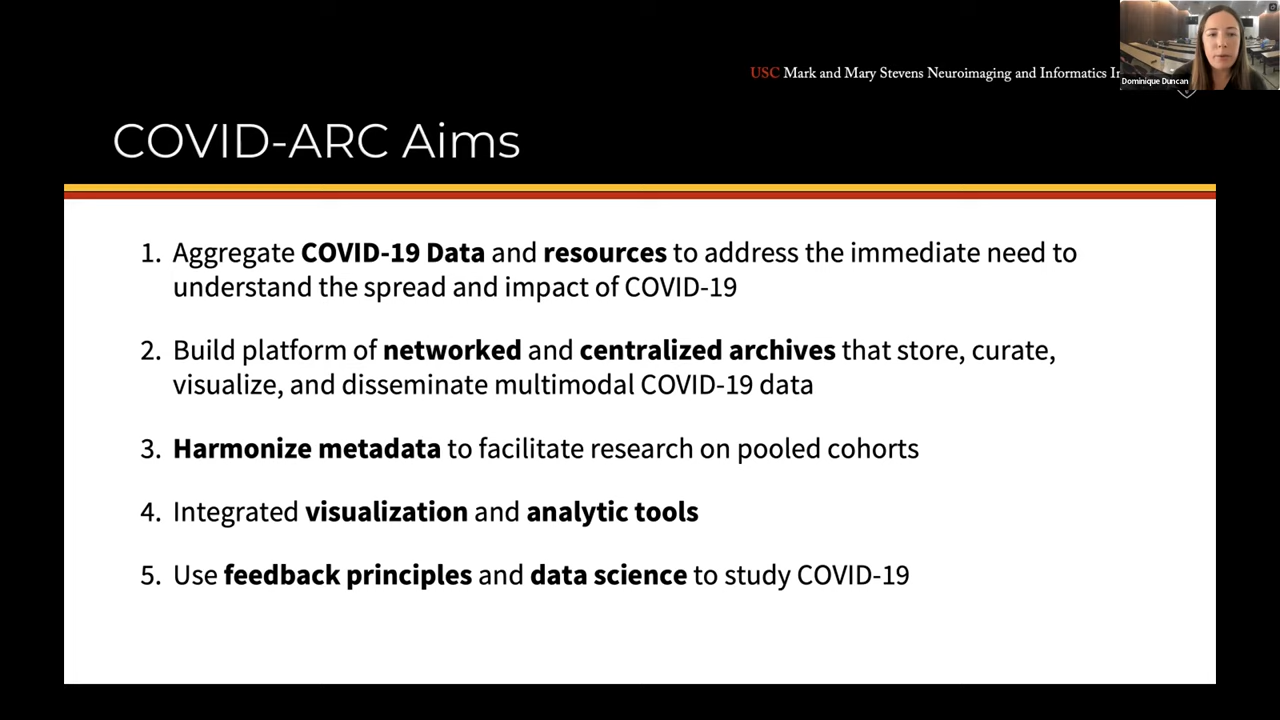 USC Mark and Mary Stevens Neuroimaging and Informatics
Dominique Duncan
COVID-ARC Aims
1. Aggregate COVID-19 Data and resources to address the immediate need to
understand the spread and impact of COVID-19
2. Build platform of networked and centralized archives that store, curate,
visualize, and disseminate multimodal COVID-19 data
3. Harmonize metadata to facilitate research on pooled cohorts
4. Integrated visualization and analytic tools
5. Use feedback principles and data science to study COVID-19